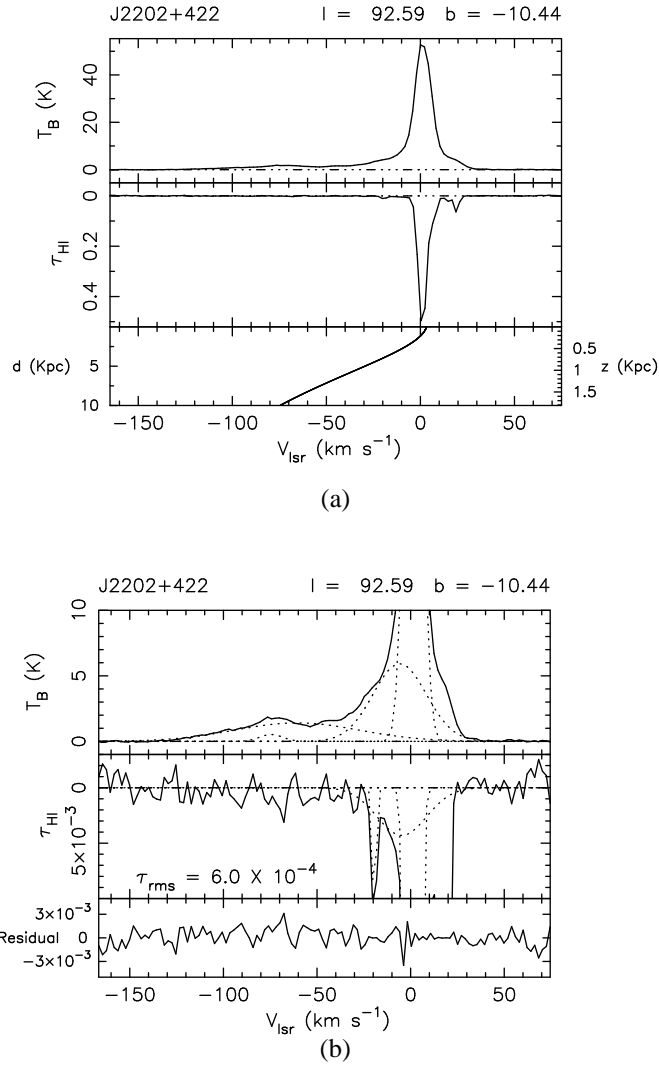 J2202+422 l = 92.59 b = −10.44
T_B (K)
40
20
0
τ_HI
0
0.2
0.4
d (Kpc)
5
10
0.5
1
1.5
z (Kpc)
−150 −100 −50 0 50
V_lsr (km s⁻¹)
(a)
J2202+422 l = 92.59 b = −10.44
T_B (K)
10
5
0
τ_HI
0
5×10⁻³
τ_rms = 6.0 X 10⁻⁴
3×10⁻³
Residual 0
−3×10⁻³
−150 −100 −50 0 50
V_lsr (km s⁻¹)
(b)